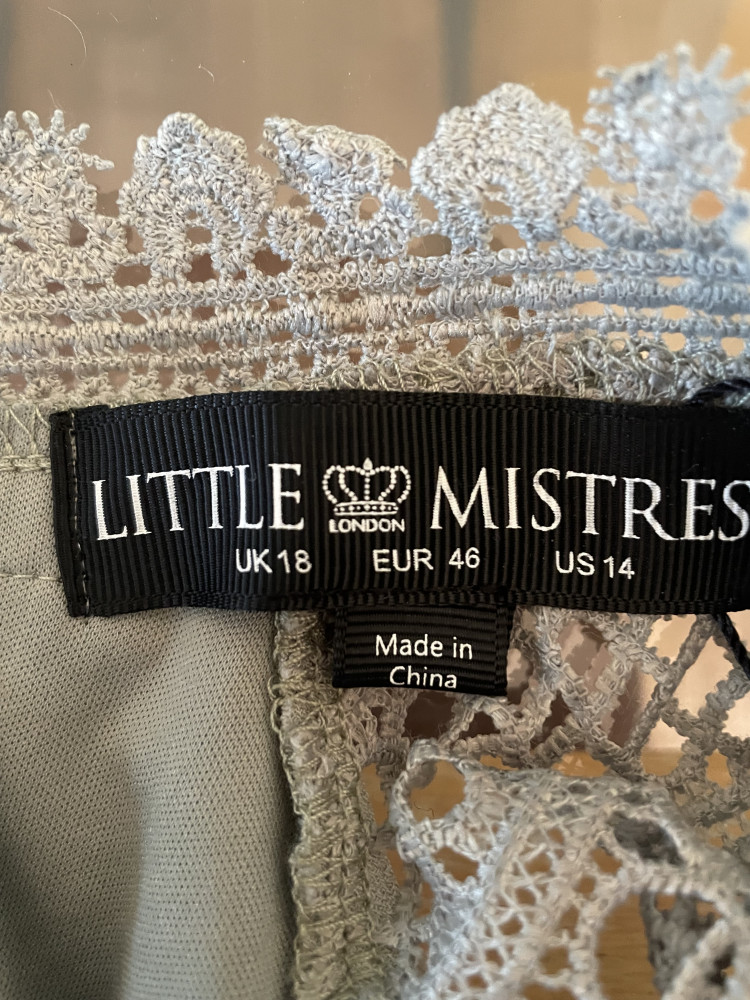 LITTLE LONDON MISTRES
UK 18 EUR 46 US 14
Made in
China